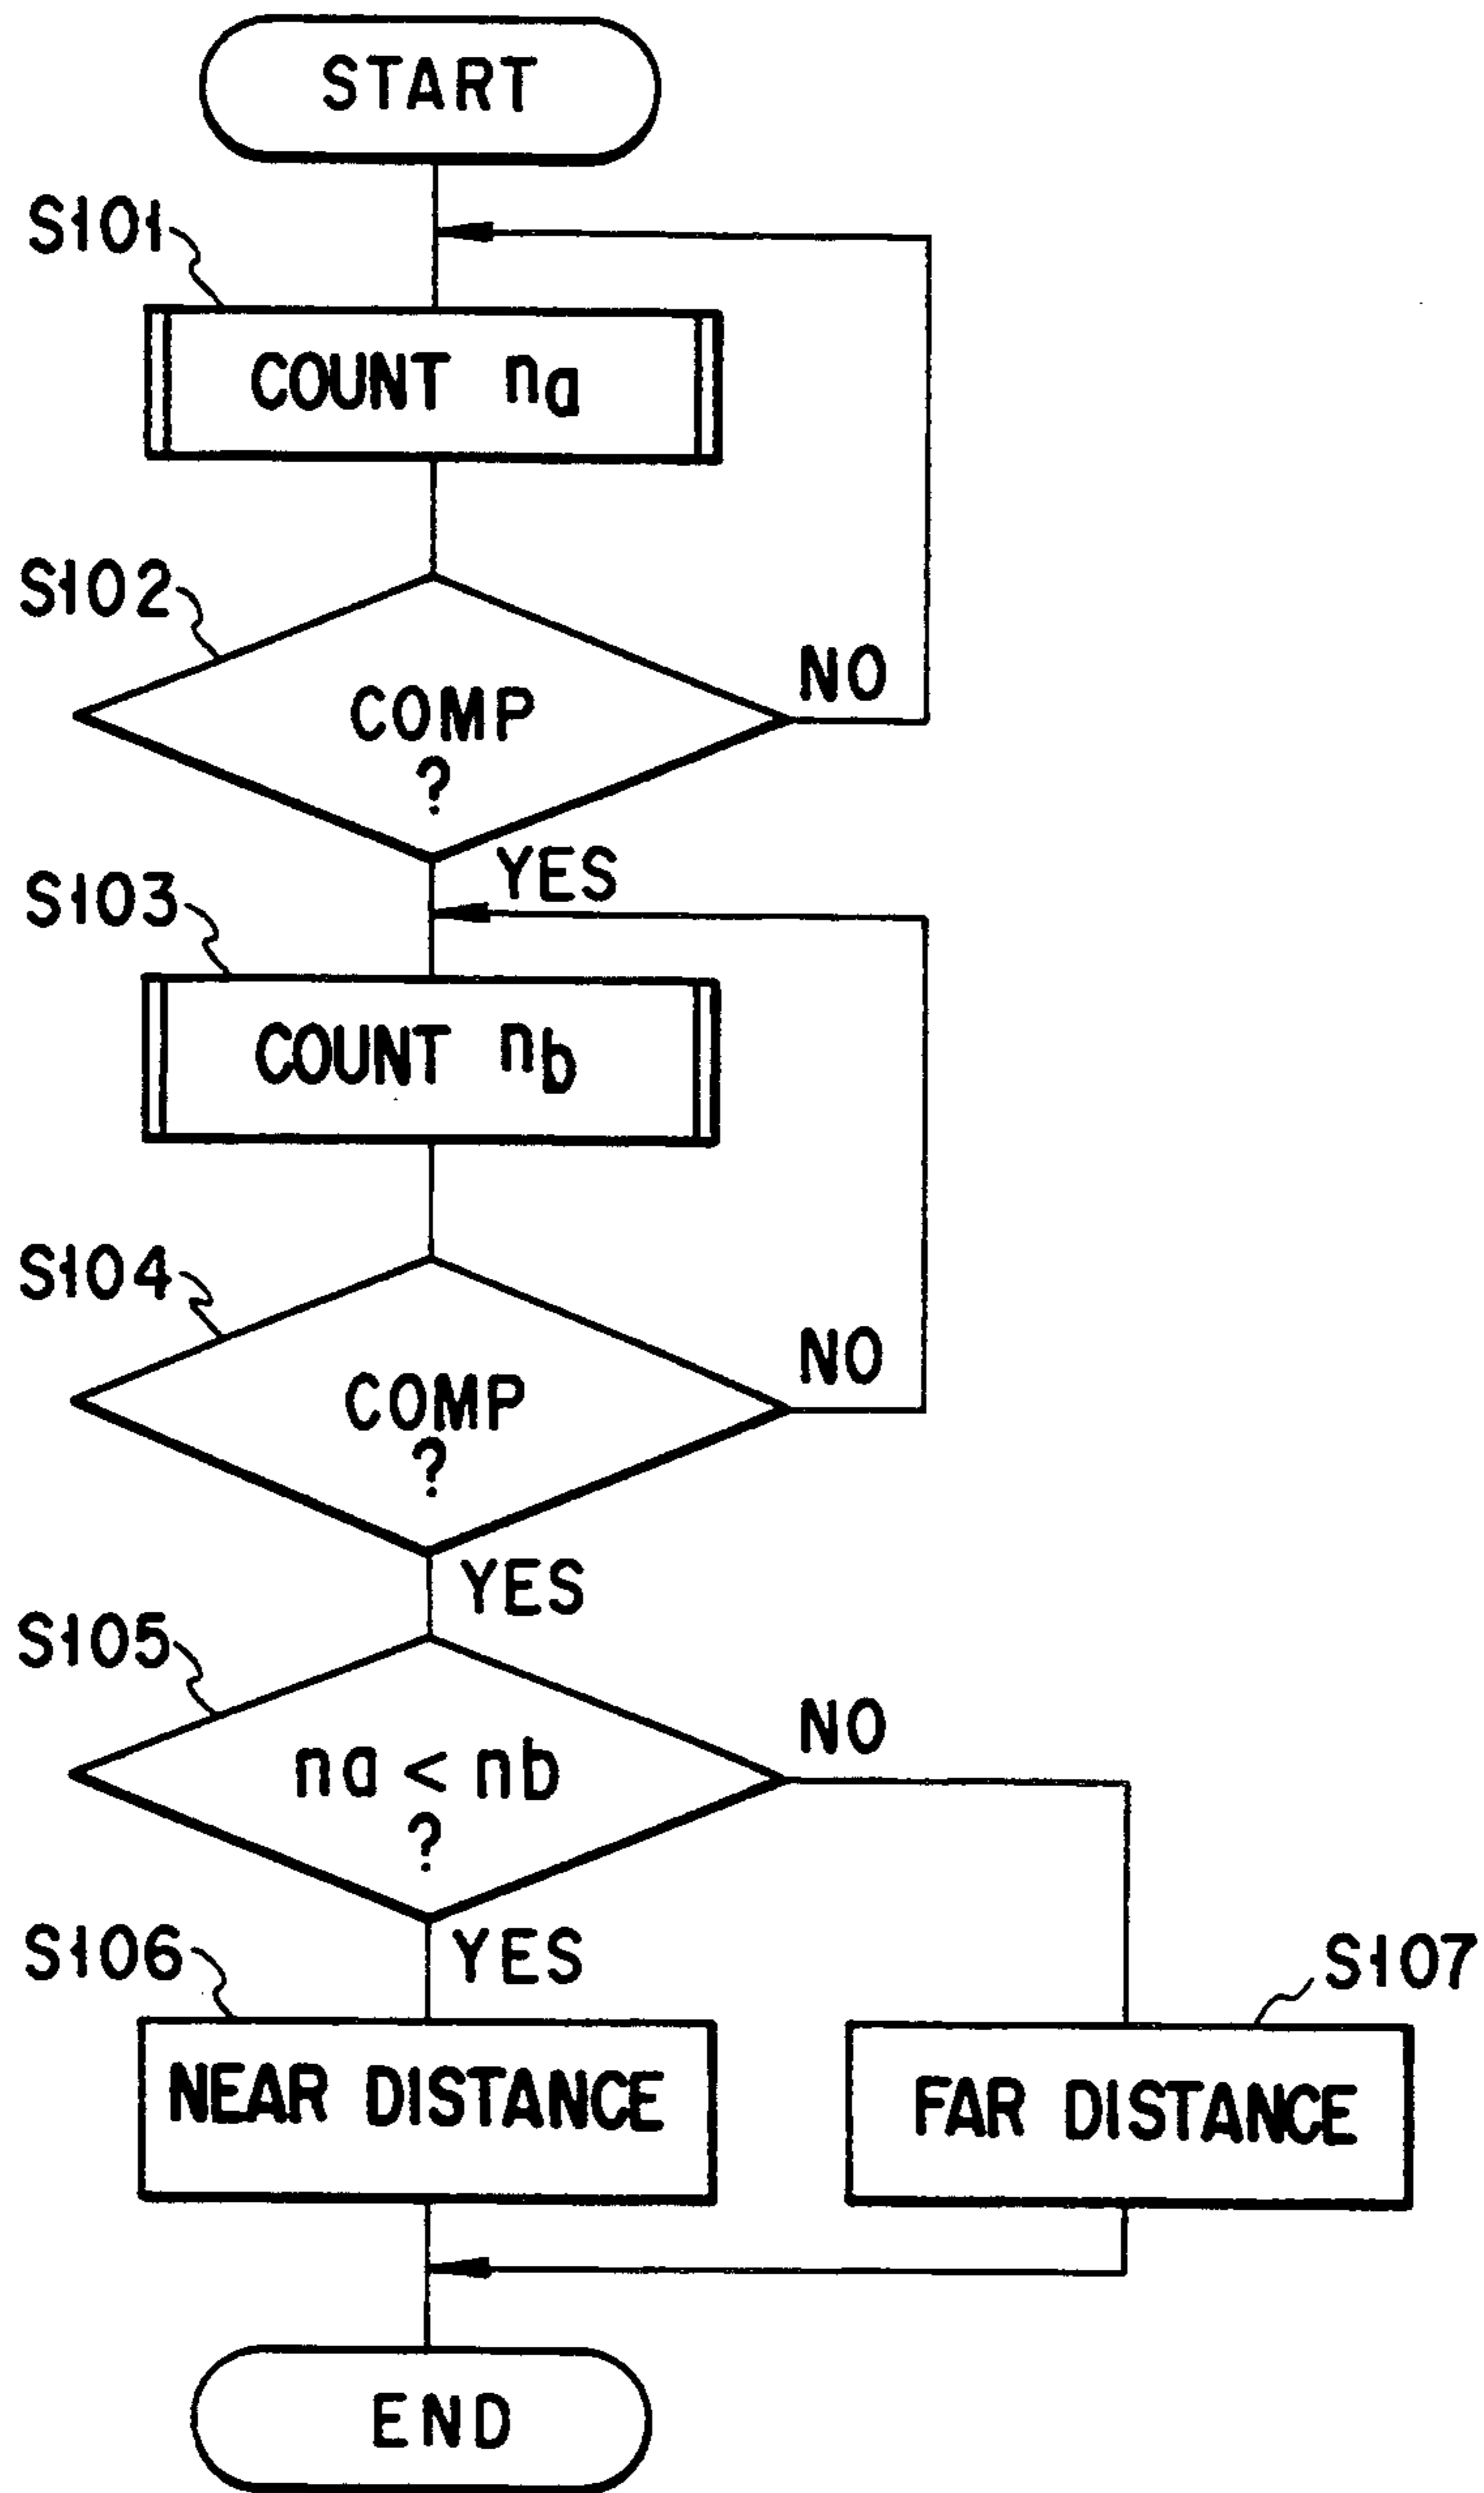 START
S101
COUNT na
S102
COMP
?
NO
YES
S103
COUNT nb
S104
COMP
?
NO
YES
S105
na < nb
?
NO
YES
S106
S107
NEAR DISTANCE
FAR DISTANCE
END